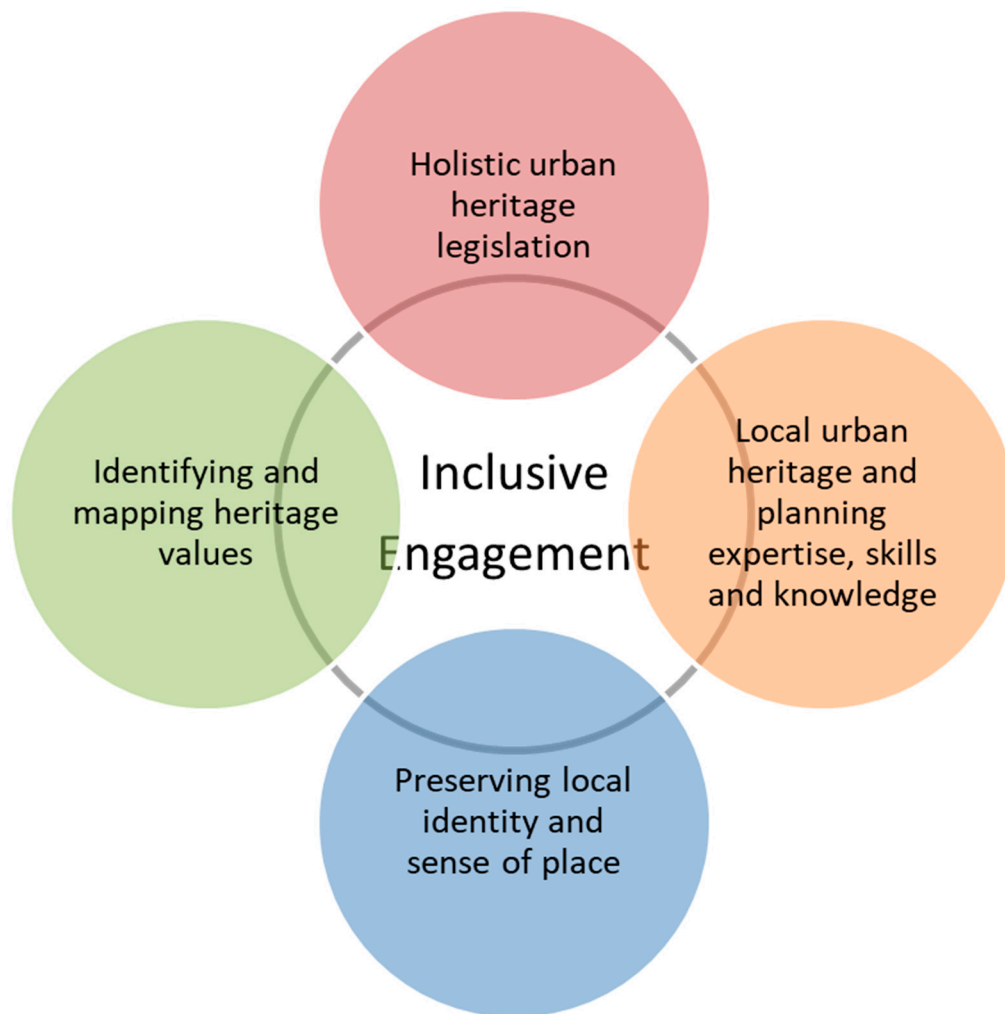 Holistic urban
heritage
legislation
Identifying and
mapping heritage
values
Inclusive
Engagement
Local urban
heritage and
planning
expertise, skills
and knowledge
Preserving local
identity and
sense of place